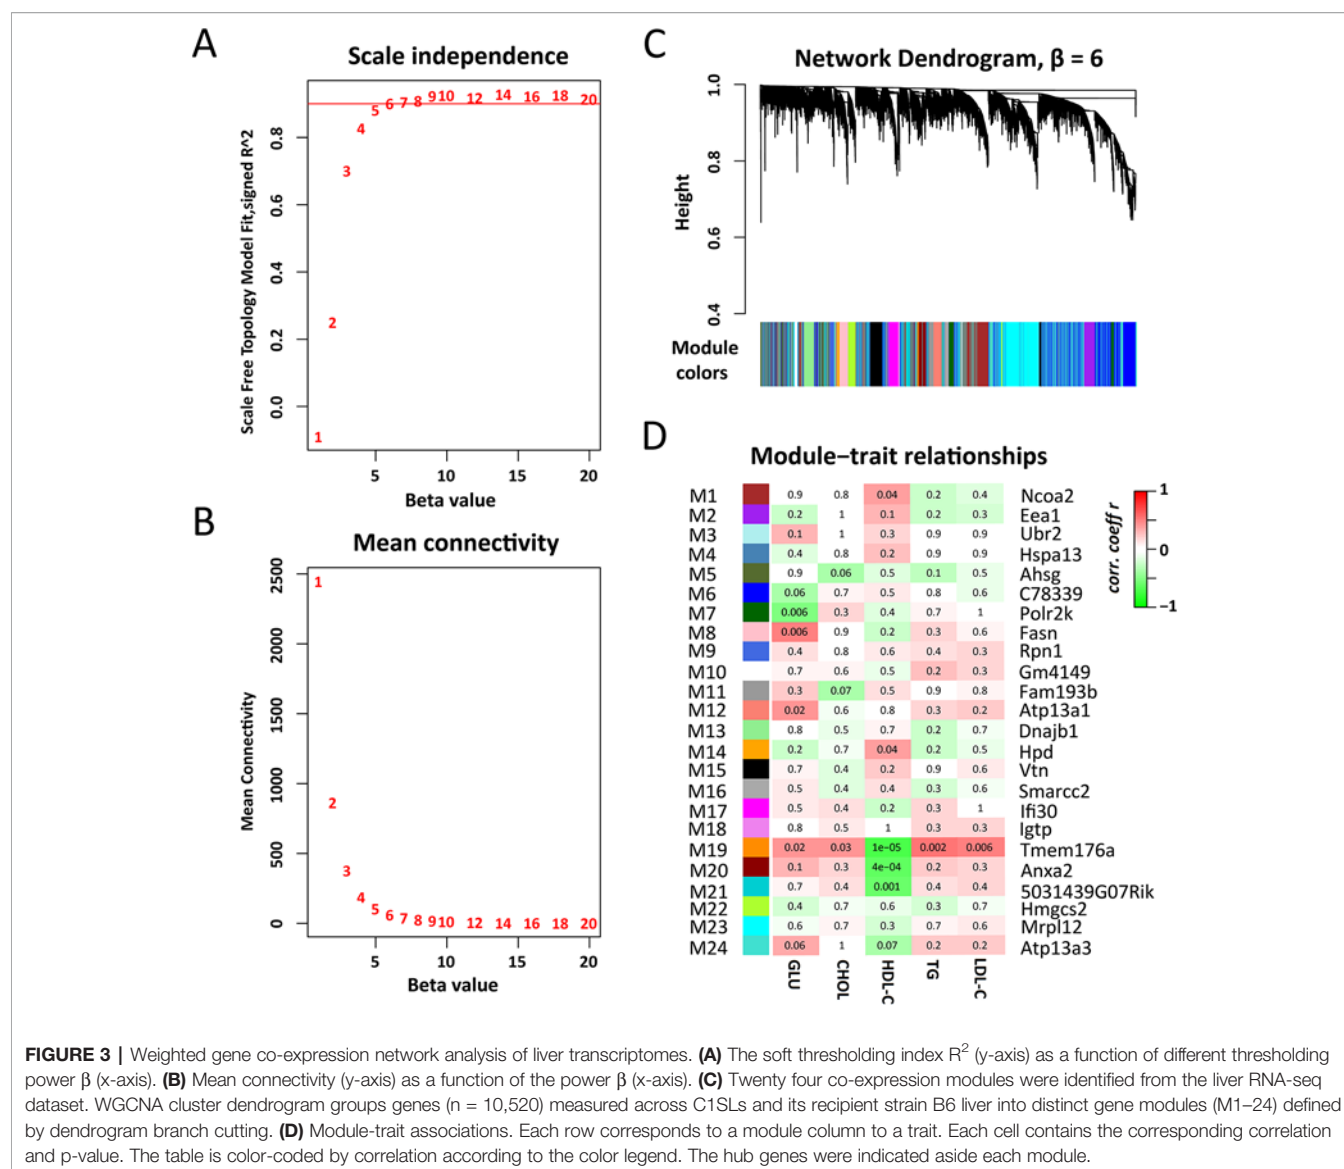 A
Scale independence
Scale Free Topology Model Fit,signed R^2
0.0 0.2 0.4 0.6 0.8
1 2 3 4 5 6 7 8 9 10 12 14 16 18 20
5 10 15 20
Beta value
B
Mean connectivity
Mean Connectivity
0 500 1000 1500 2000 2500
1 2 3 4 5 6 7 8 9 10 12 14 16 18 20
5 10 15 20
Beta value
C
Network Dendrogram, β = 6
Height
0.4 0.6 0.8 1.0
Module
colors
D
Module−trait relationships
M1 0.9 0.8 0.04 0.2 0.4 Ncoa2
M2 0.2 1 0.1 0.2 0.3 Eea1
M3 0.1 1 0.3 0.9 0.9 Ubr2
M4 0.4 0.8 0.2 0.9 0.9 Hspa13
M5 0.9 0.06 0.5 0.1 0.5 Ahsg
M6 0.06 0.7 0.5 0.8 0.6 C78339
M7 0.006 0.3 0.4 0.7 1 Polr2k
M8 0.006 0.9 0.2 0.3 0.6 Fasn
M9 0.4 0.8 0.6 0.4 0.3 Rpn1
M10 0.7 0.6 0.5 0.2 0.3 Gm4149
M11 0.3 0.07 0.5 0.9 0.8 Fam193b
M12 0.02 0.6 0.8 0.3 0.2 Atp13a1
M13 0.8 0.5 0.7 0.2 0.7 Dnajb1
M14 0.2 0.7 0.04 0.2 0.5 Hpd
M15 0.7 0.4 0.2 0.9 0.6 Vtn
M16 0.5 0.4 0.4 0.3 0.6 Smarcc2
M17 0.5 0.4 0.2 0.3 1 Ifi30
M18 0.8 0.5 1 0.3 0.3 Igtp
M19 0.02 0.03 1e−05 0.002 0.006 Tmem176a
M20 0.1 0.3 4e−04 0.2 0.3 Anxa2
M21 0.7 0.4 0.001 0.4 0.4 5031439G07Rik
M22 0.4 0.7 0.6 0.3 0.7 Hmgcs2
M23 0.6 0.7 0.3 0.7 0.6 Mrpl12
M24 0.06 1 0.07 0.2 0.2 Atp13a3
GLU CHOL HDL-C TG LDL-C
corr. coeff r
1
0
−1
FIGURE 3 | Weighted gene co-expression network analysis of liver transcriptomes. (A) The soft thresholding index R² (y-axis) as a function of different thresholding
power β (x-axis). (B) Mean connectivity (y-axis) as a function of the power β (x-axis). (C) Twenty four co-expression modules were identified from the liver RNA-seq
dataset. WGCNA cluster dendrogram groups genes (n = 10,520) measured across C1SLs and its recipient strain B6 liver into distinct gene modules (M1–24) defined
by dendrogram branch cutting. (D) Module-trait associations. Each row corresponds to a module column to a trait. Each cell contains the corresponding correlation
and p-value. The table is color-coded by correlation according to the color legend. The hub genes were indicated aside each module.